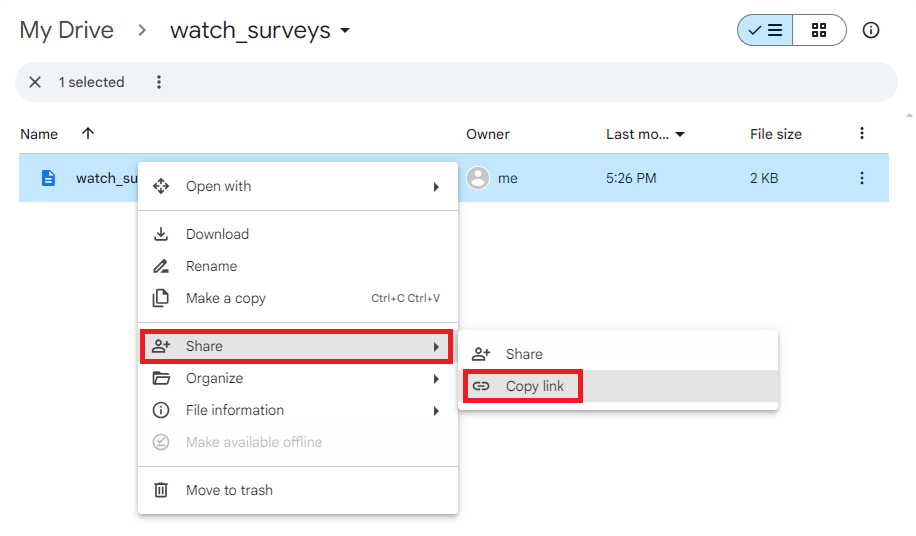 My Drive > watch_surveys
1 selected
Name Owner Last mo... File size
watch_su me 5:26 PM 2 KB
Open with
Download
Rename
Make a copy Ctrl+C Ctrl+V
Share
Share
Copy link
Organize
File information
Make available offline
Move to trash